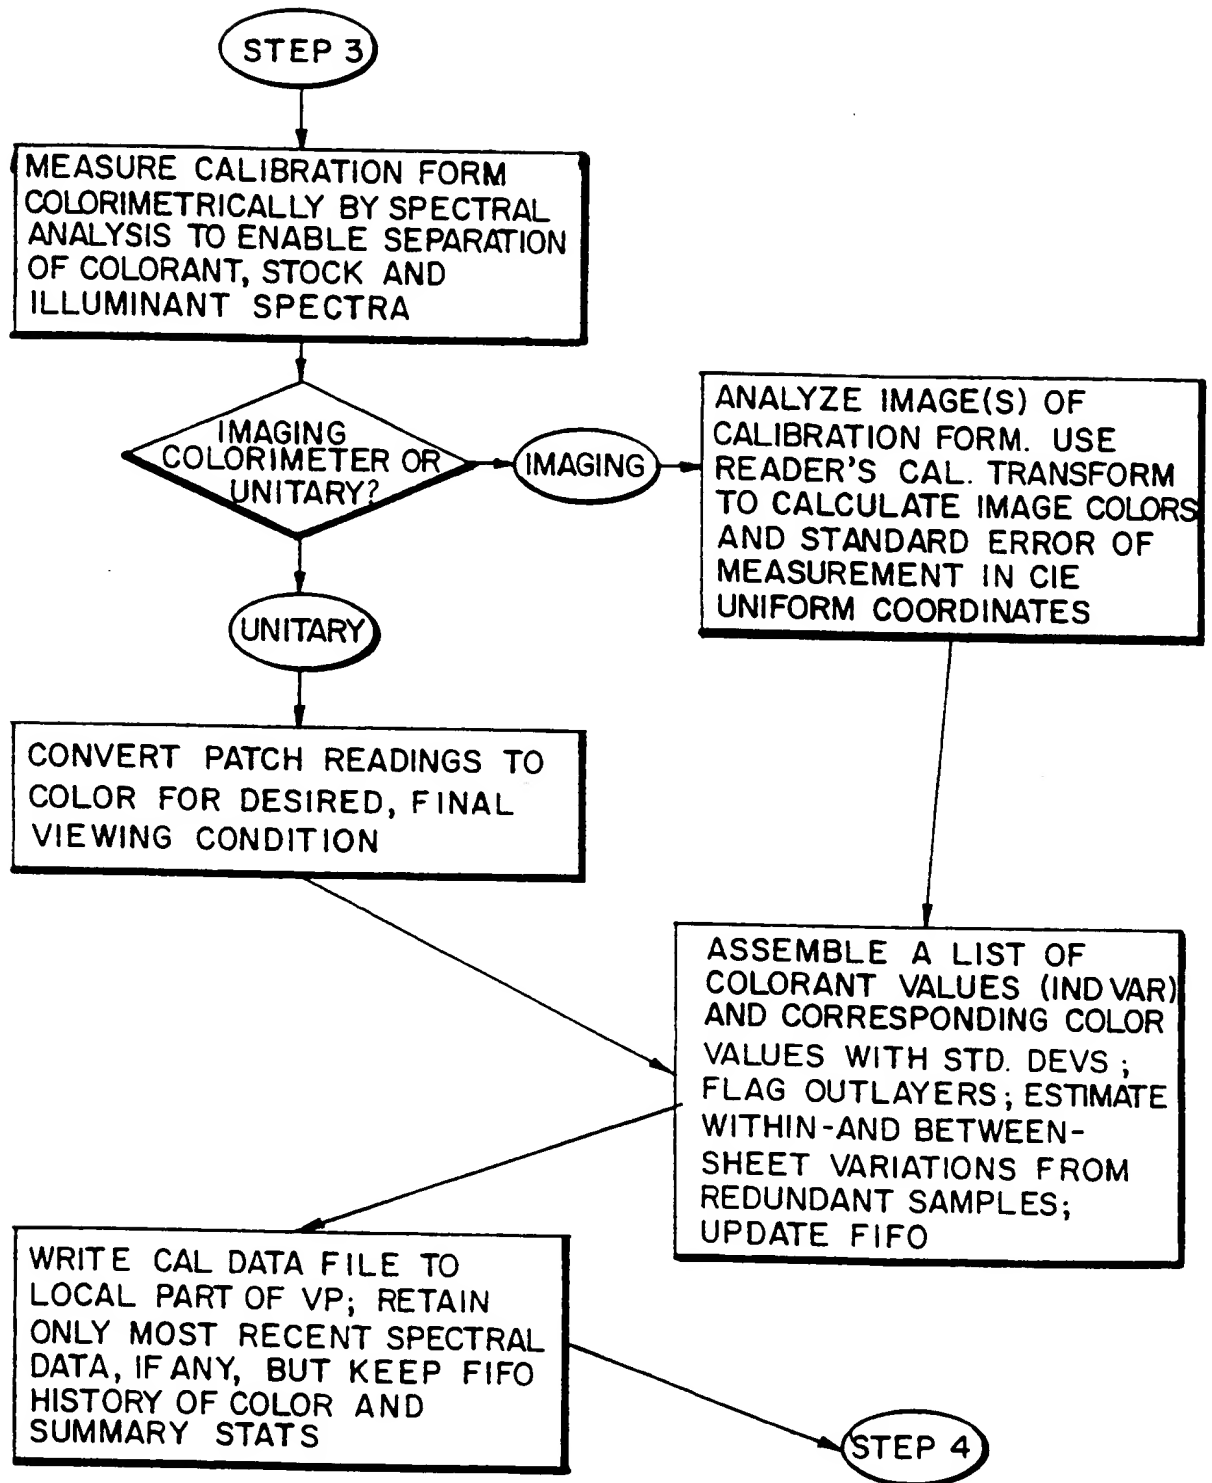 STEP 3
MEASURE CALIBRATION FORM
COLORIMETRICALLY BY SPECTRAL
ANALYSIS TO ENABLE SEPARATION
OF COLORANT, STOCK AND
ILLUMINANT SPECTRA
IMAGING
COLORIMETER OR
UNITARY?
IMAGING
ANALYZE IMAGE(S) OF
CALIBRATION FORM. USE
READER'S CAL. TRANSFORM
TO CALCULATE IMAGE COLORS
AND STANDARD ERROR OF
MEASUREMENT IN CIE
UNIFORM COORDINATES
UNITARY
CONVERT PATCH READINGS TO
COLOR FOR DESIRED, FINAL
VIEWING CONDITION
ASSEMBLE A LIST OF
COLORANT VALUES (IND VAR)
AND CORRESPONDING COLOR
VALUES WITH STD. DEVS ;
FLAG OUTLAYERS; ESTIMATE
WITHIN-AND BETWEEN-
SHEET VARIATIONS FROM
REDUNDANT SAMPLES;
UPDATE FIFO
WRITE CAL DATA FILE TO
LOCAL PART OF VP; RETAIN
ONLY MOST RECENT SPECTRAL
DATA, IF ANY, BUT KEEP FIFO
HISTORY OF COLOR AND
SUMMARY STATS
STEP 4